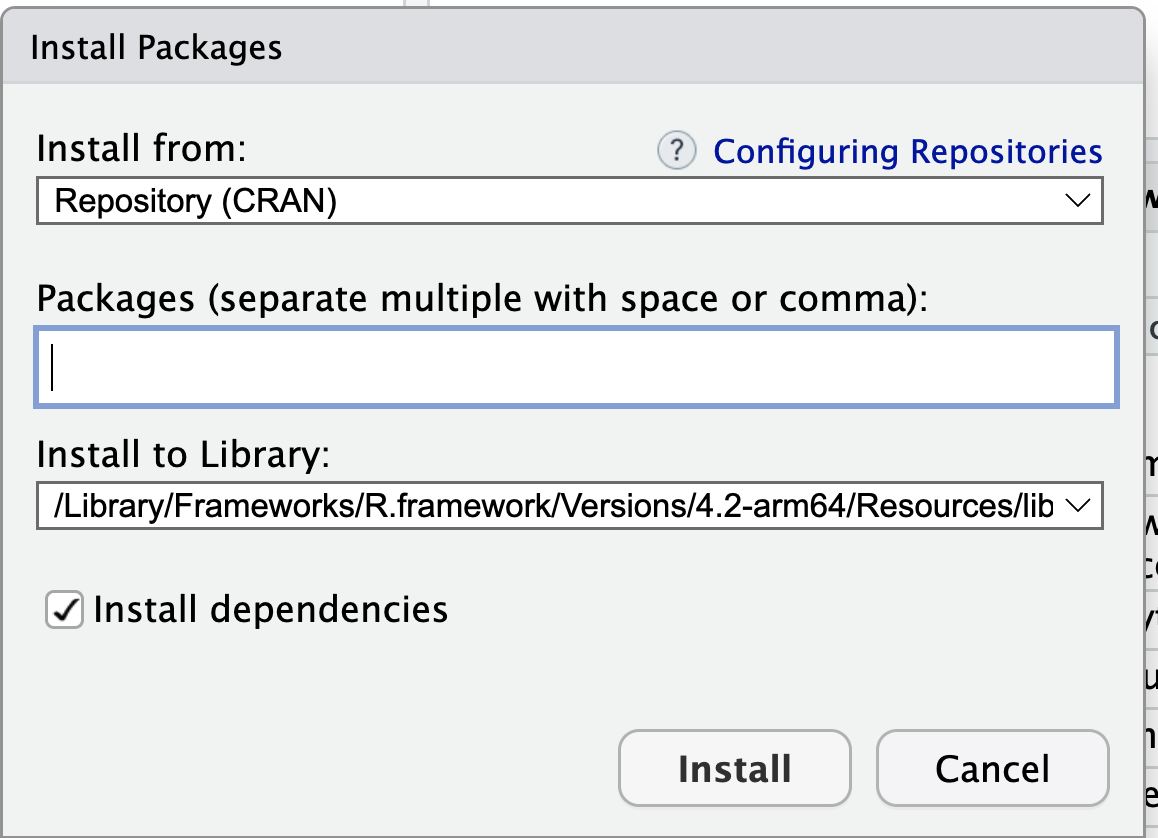 Install Packages
Install from:
? Configuring Repositories
Repository (CRAN)
Packages (separate multiple with space or comma):
Install to Library:
/Library/Frameworks/R.framework/Versions/4.2-arm64/Resources/lib
Install dependencies
Install
Cancel